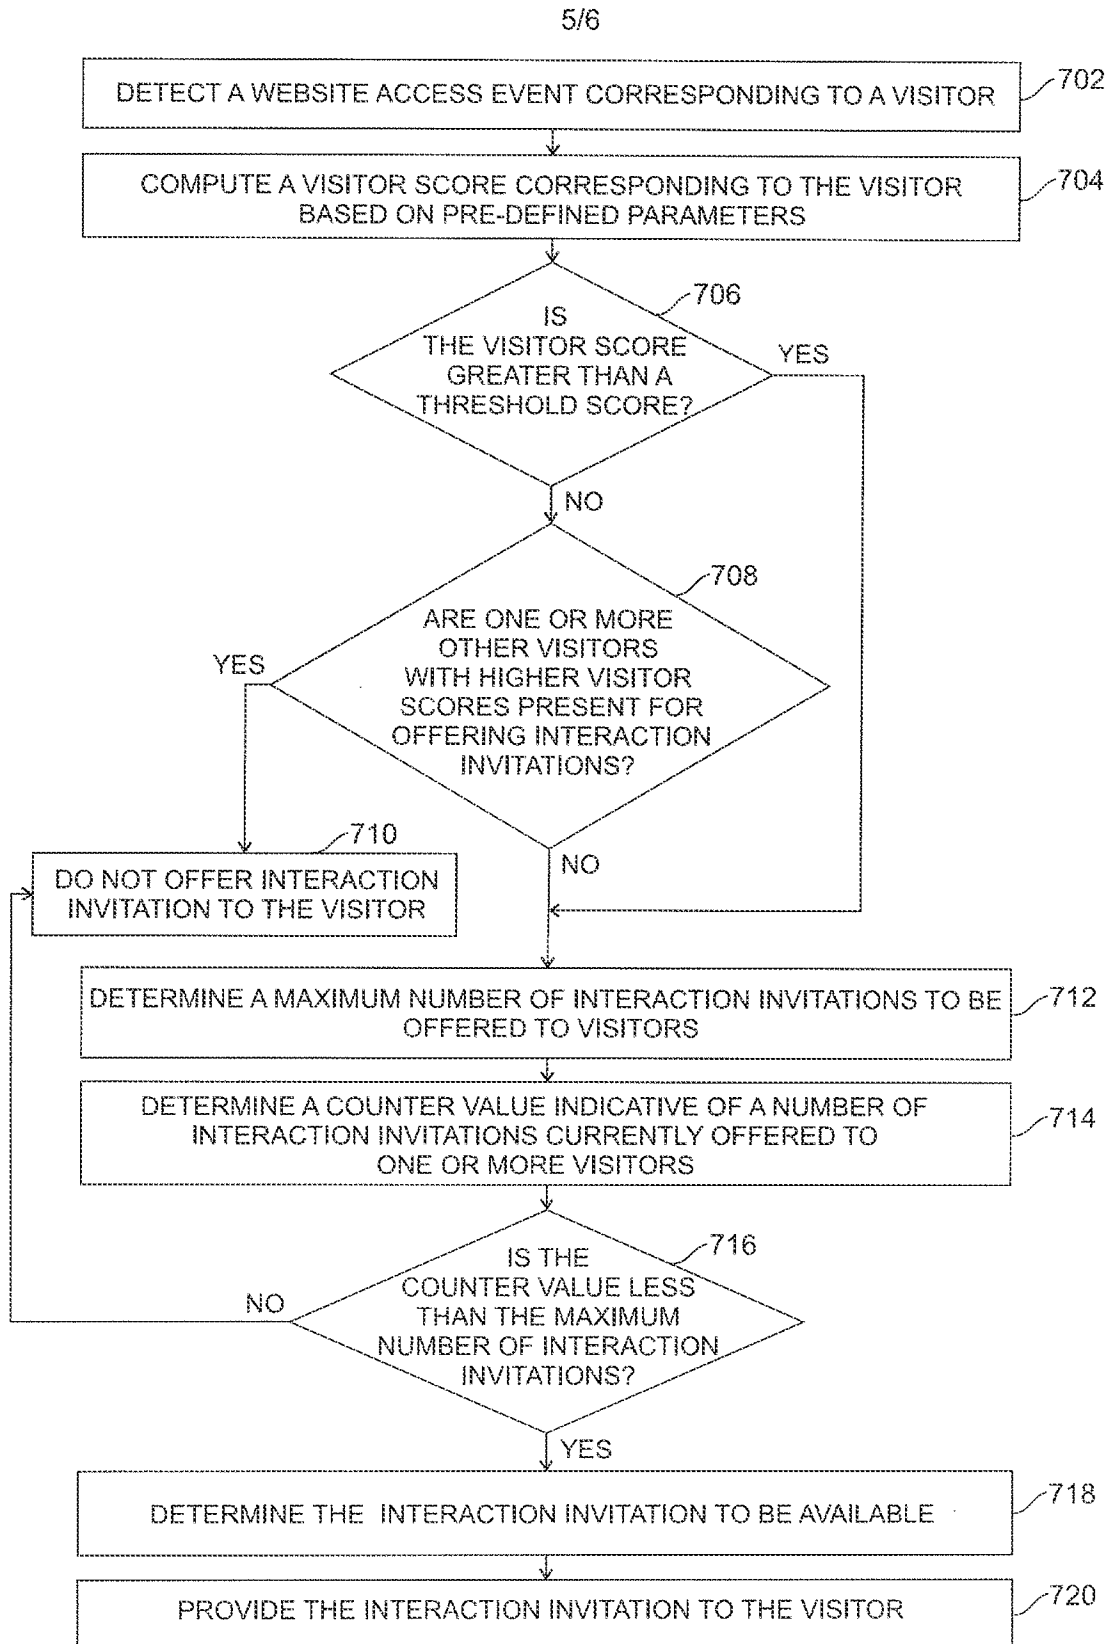 5/6
DETECT A WEBSITE ACCESS EVENT CORRESPONDING TO A VISITOR
702
COMPUTE A VISITOR SCORE CORRESPONDING TO THE VISITOR
BASED ON PRE-DEFINED PARAMETERS
704
706
IS
THE VISITOR SCORE
GREATER THAN A
THRESHOLD SCORE?
YES
NO
708
ARE ONE OR MORE
OTHER VISITORS
WITH HIGHER VISITOR
SCORES PRESENT FOR
OFFERING INTERACTION
INVITATIONS?
YES
NO
710
DO NOT OFFER INTERACTION
INVITATION TO THE VISITOR
DETERMINE A MAXIMUM NUMBER OF INTERACTION INVITATIONS TO BE
OFFERED TO VISITORS
712
DETERMINE A COUNTER VALUE INDICATIVE OF A NUMBER OF
INTERACTION INVITATIONS CURRENTLY OFFERED TO
ONE OR MORE VISITORS
714
716
IS THE
COUNTER VALUE LESS
THAN THE MAXIMUM
NUMBER OF INTERACTION
INVITATIONS?
NO
YES
DETERMINE THE INTERACTION INVITATION TO BE AVAILABLE
718
PROVIDE THE INTERACTION INVITATION TO THE VISITOR
720